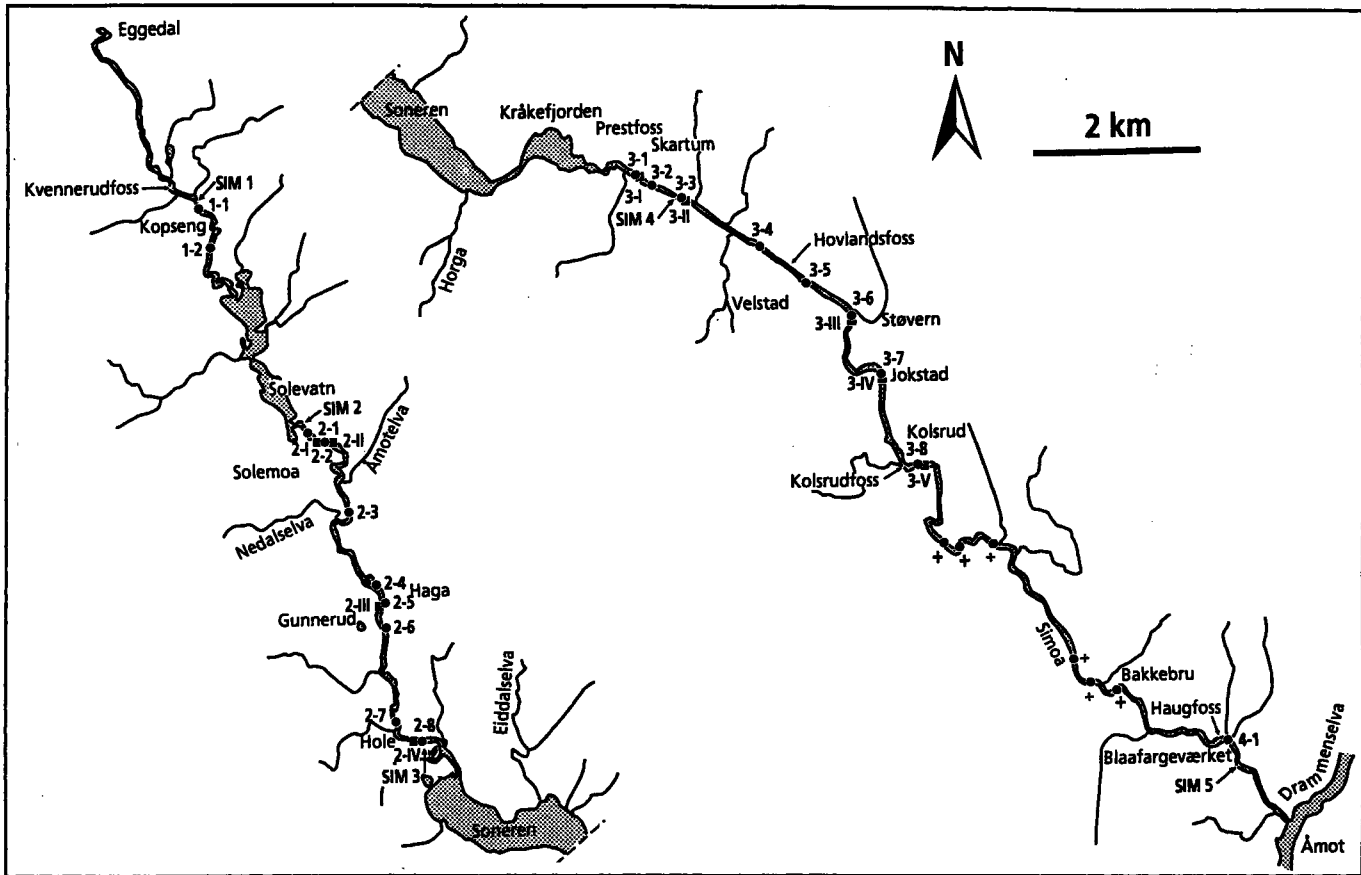 Eggedal
Kvennerudfoss
SIM 1
1-1
Kopseng
1-2
Solevatn
SIM 2
2-1
2-I
2-II
2-2
Solemoa
Åmotelva
2-3
Nedalselva
2-4
Haga
2-III
2-5
Gunnerud
2-6
Eiddalselva
2-7
2-8
Hole
2-IV
SIM 3
Soneren
Soneren
Kråkefjorden
Prestfoss
Skartum
3-1
3-2
3-3
3-I
SIM 4
3-II
Horga
Velstad
3-4
Hovlandsfoss
3-5
3-6
3-III
Støvern
3-7
3-IV
Jokstad
Kolsrud
3-8
Kolsrudfoss
3-V
+
+
+
Simoa
+
+
+
Bakkebru
Haugfoss
4-1
Blaafargeværket
SIM 5
Drammenselva
Åmot
N
2 km